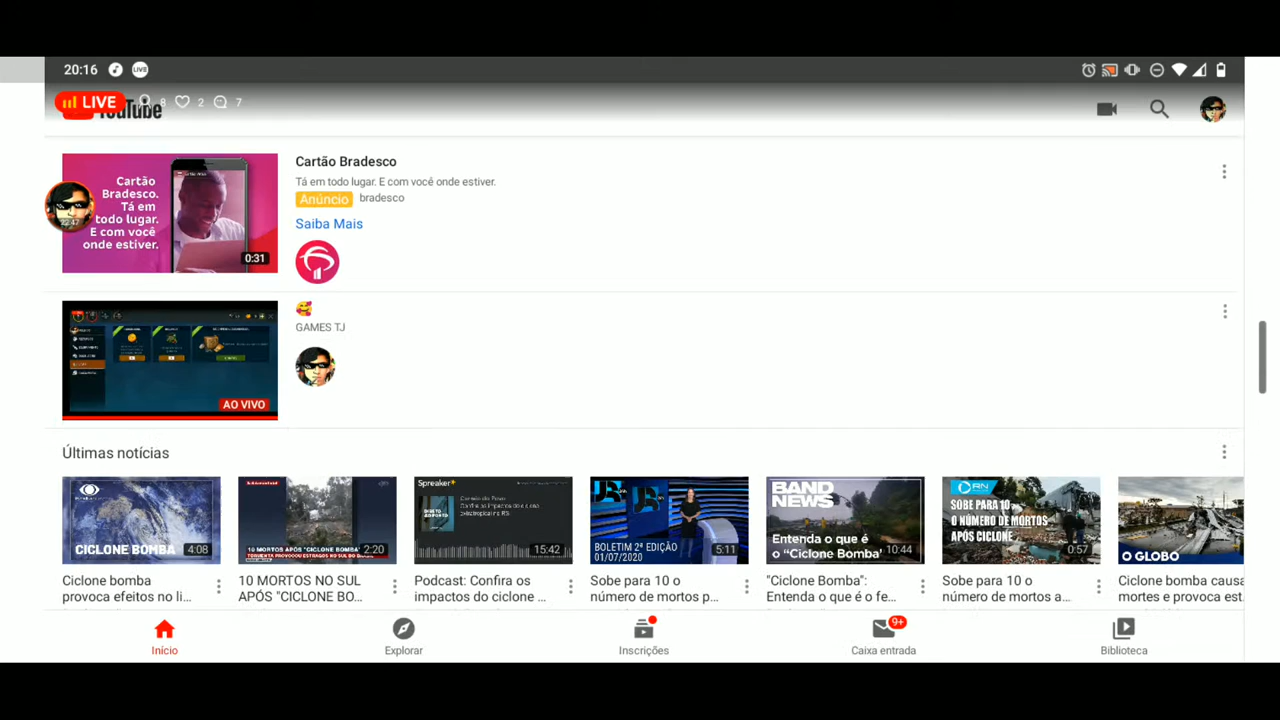 20:16
LIVE 8 2 7
YouTube
Cartão
Bradesco.
Tá em
todo lugar.
E com você
onde estiver.
0:31
22:47
Cartão Bradesco
Tá em todo lugar. E com você onde estiver.
Anúncio bradesco
Saiba Mais
AO VIVO
GAMES TJ
Últimas notícias
CICLONE BOMBA
4:08
10 MORTOS APÓS "CICLONE BOMBA"
2:20
Spreaker
15:42
BOLETIM 2ª EDIÇÃO
01/07/2020
5:11
BAND
NEWS
Entenda o que é
o "Ciclone Bomba'
10:44
RN
SOBE PARA 10
O NÚMERO DE MORTOS
APÓS CICLONE
0:57
O GLOBO
Ciclone bomba
provoca efeitos no li...
10 MORTOS NO SUL
APÓS "CICLONE BO...
Podcast: Confira os
impactos do ciclone ...
Sobe para 10 o
número de mortos p...
"Ciclone Bomba":
Entenda o que é o fe...
Sobe para 10 o
número de mortos a...
Ciclone bomba causa
mortes e provoca est.
Início
Explorar
Inscrições
9+
Caixa entrada
Biblioteca